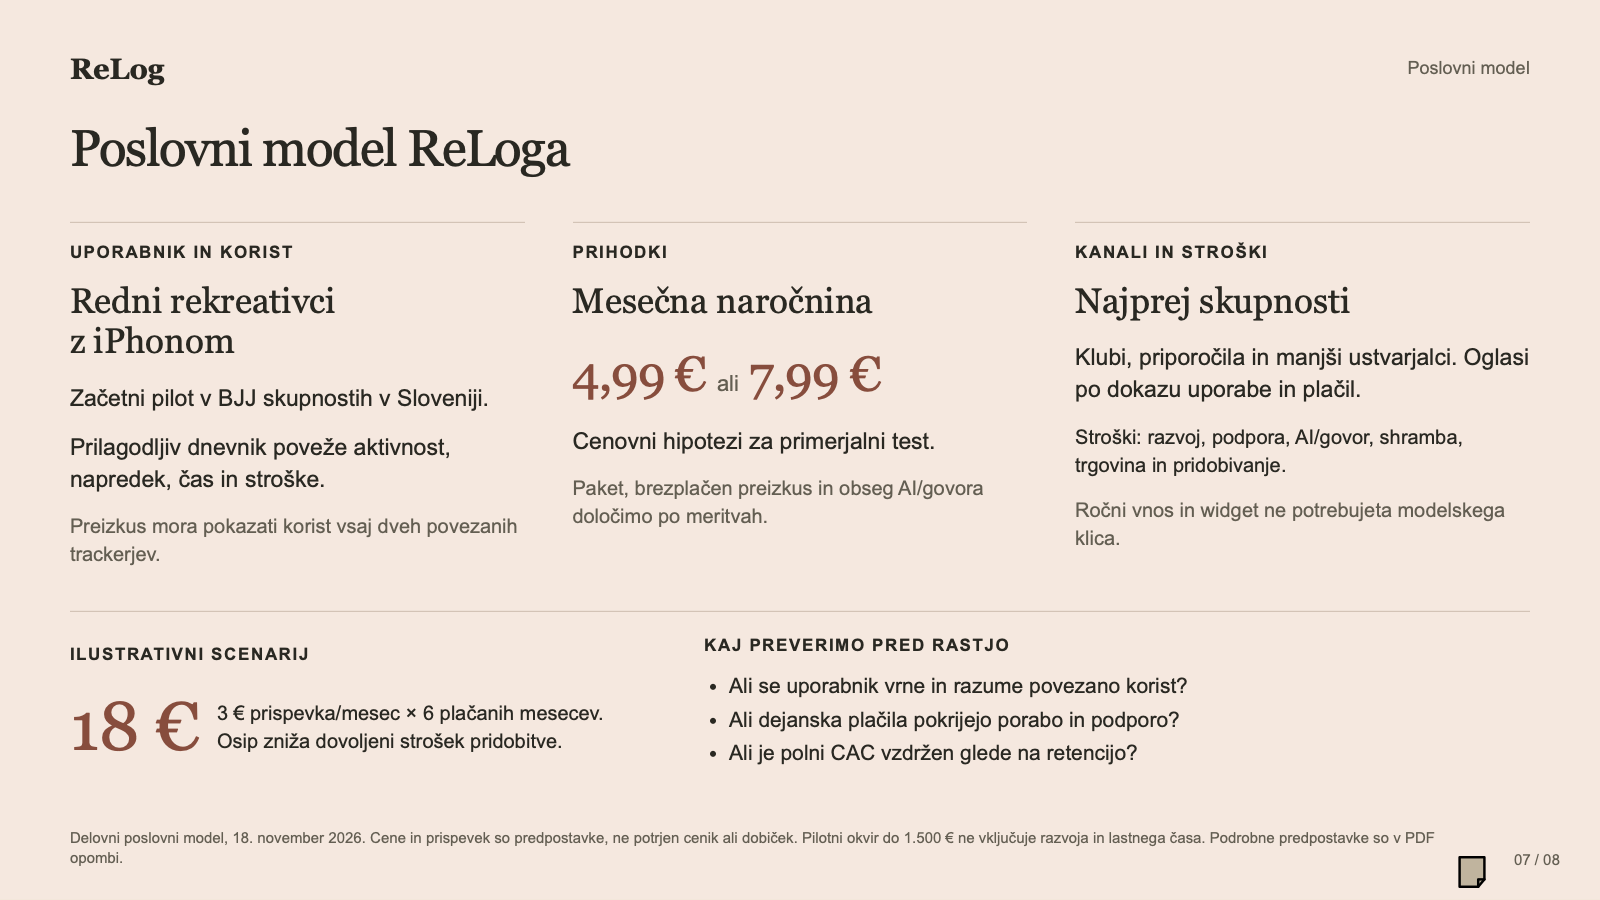 ReLog
Poslovni model
Poslovni model ReLoga
UPORABNIK IN KORIST
Redni rekreativci
z iPhonom
Začetni pilot v BJJ skupnostih v Sloveniji.
Prilagodljiv dnevnik poveže aktivnost,
napredek, čas in stroške.
Preizkus mora pokazati korist vsaj dveh povezanih
trackerjev.
PRIHODKI
Mesečna naročnina
4,99 € ali 7,99 €
Cenovni hipotezi za primerjalni test.
Paket, brezplačen preizkus in obseg AI/govora
določimo po meritvah.
KANALI IN STROŠKI
Najprej skupnosti
Klubi, priporočila in manjši ustvarjalci. Oglasi
po dokazu uporabe in plačil.
Stroški: razvoj, podpora, AI/govor, shramba,
trgovina in pridobivanje.
Ročni vnos in widget ne potrebujeta modelskega
klica.
ILUSTRATIVNI SCENARIJ
18 €
3 € prispevka/mesec × 6 plačanih mesecev.
Osip zniža dovoljeni strošek pridobitve.
KAJ PREVERIMO PRED RASTJO
• Ali se uporabnik vrne in razume povezano korist?
• Ali dejanska plačila pokrijejo porabo in podporo?
• Ali je polni CAC vzdržen glede na retencijo?
Delovni poslovni model, 18. november 2026. Cene in prispevek so predpostavke, ne potrjen cenik ali dobiček. Pilotni okvir do 1.500 € ne vključuje razvoja in lastnega časa. Podrobne predpostavke so v PDF
opombi.
07 / 08